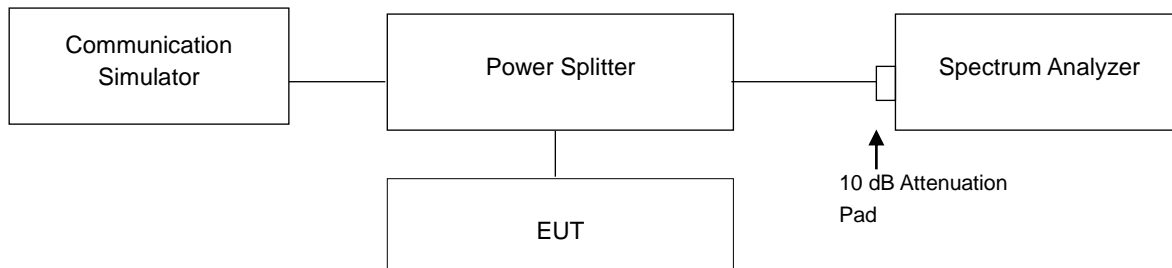 Communication
Simulator
Power Splitter
Spectrum Analyzer
10 dB Attenuation
Pad
EUT